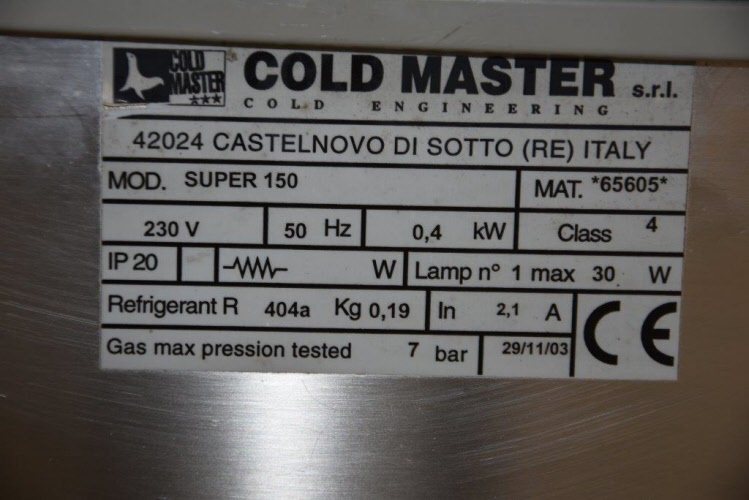 COLD MASTER
★★★
COLD MASTER s.r.l.
COLD ENGINEERING
42024 CASTELNOVO DI SOTTO (RE) ITALY
MOD. SUPER 150 MAT. *65605*
230 V 50 Hz 0,4 kW Class 4
IP 20 W Lamp n° 1 max 30 W
Refrigerant R 404a Kg 0,19 In 2,1 A CE
Gas max pression tested 7 bar 29/11/03